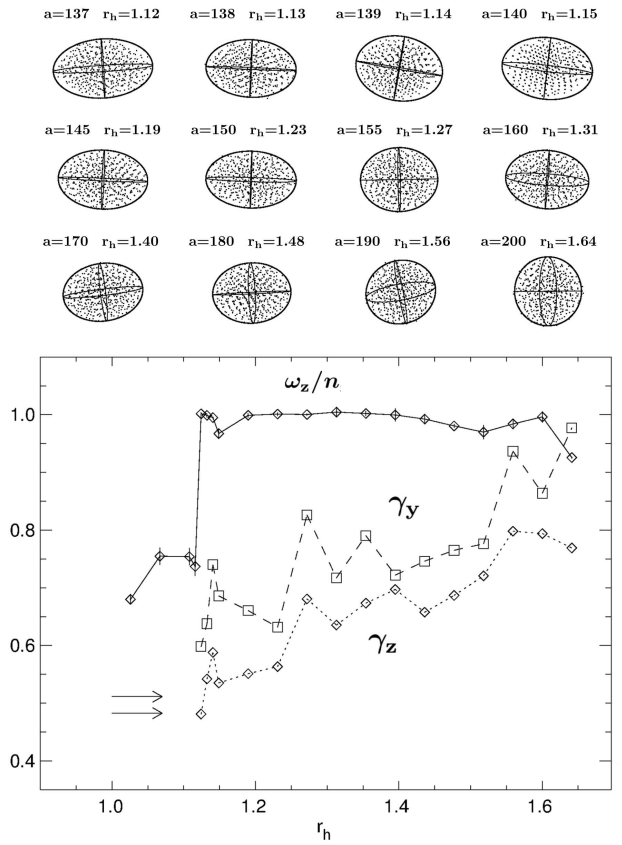 a=137 r_h=1.12 a=138 r_h=1.13 a=139 r_h=1.14 a=140 r_h=1.15
a=145 r_h=1.19 a=150 r_h=1.23 a=155 r_h=1.27 a=160 r_h=1.31
a=170 r_h=1.40 a=180 r_h=1.48 a=190 r_h=1.56 a=200 r_h=1.64
ω_z/n
1.0
γ_y
0.8
γ_z
0.6
0.4
1.0 1.2 1.4 1.6
r_h